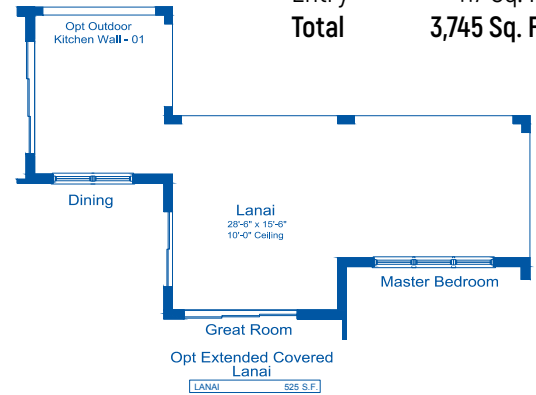 Total 3,745 Sq. F
Opt Outdoor
Kitchen Wall - 01
Dining
Lanai
28'-6" x 15'-6"
10'-0" Ceiling
Master Bedroom
Great Room
Opt Extended Covered
Lanai
LANAI 525 S.F.